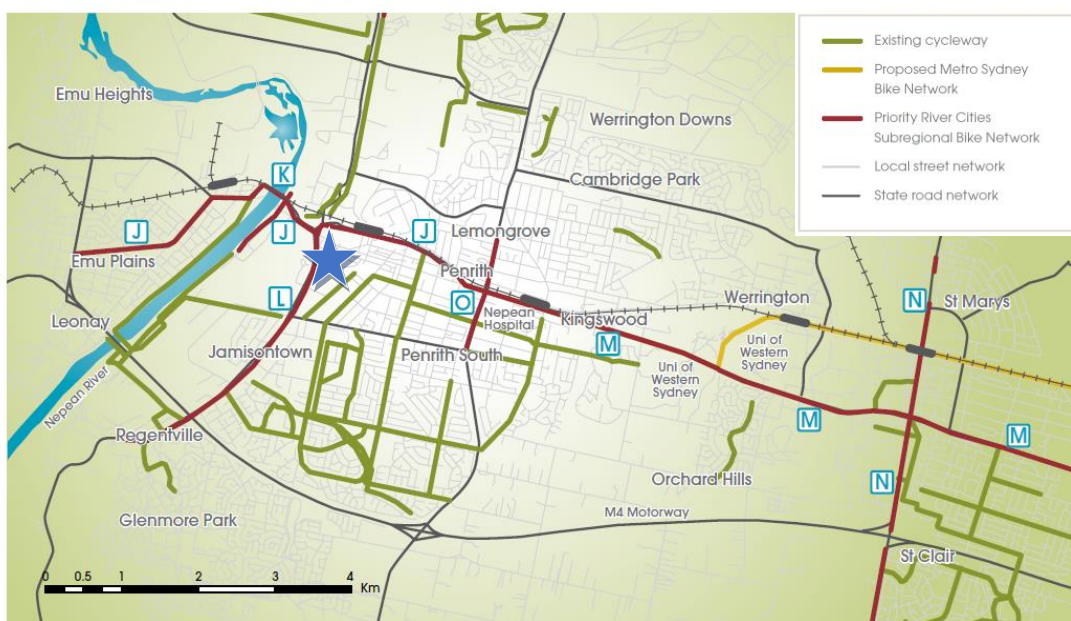 Existing cycleway
Proposed Metro Sydney
Bike Network
Priority River Cities
Subregional Bike Network
Local street network
State road network
Emu Heights
Werrington Downs
K
Cambridge Park
J
J
J
Lemongrove
Emu Plains
Penrith
L
O
Nepean
Hospital
Kingswood
Werrington
N
St Marys
Leonay
Jamisontown
Penrith South
M
Uni of
Western
Sydney
Uni of
Western
Sydney
Nepean River
Regentville
M
M
Orchard Hills
N
Glenmore Park
M4 Motorway
St Clair
0 0.5 1 2 3 4
Km